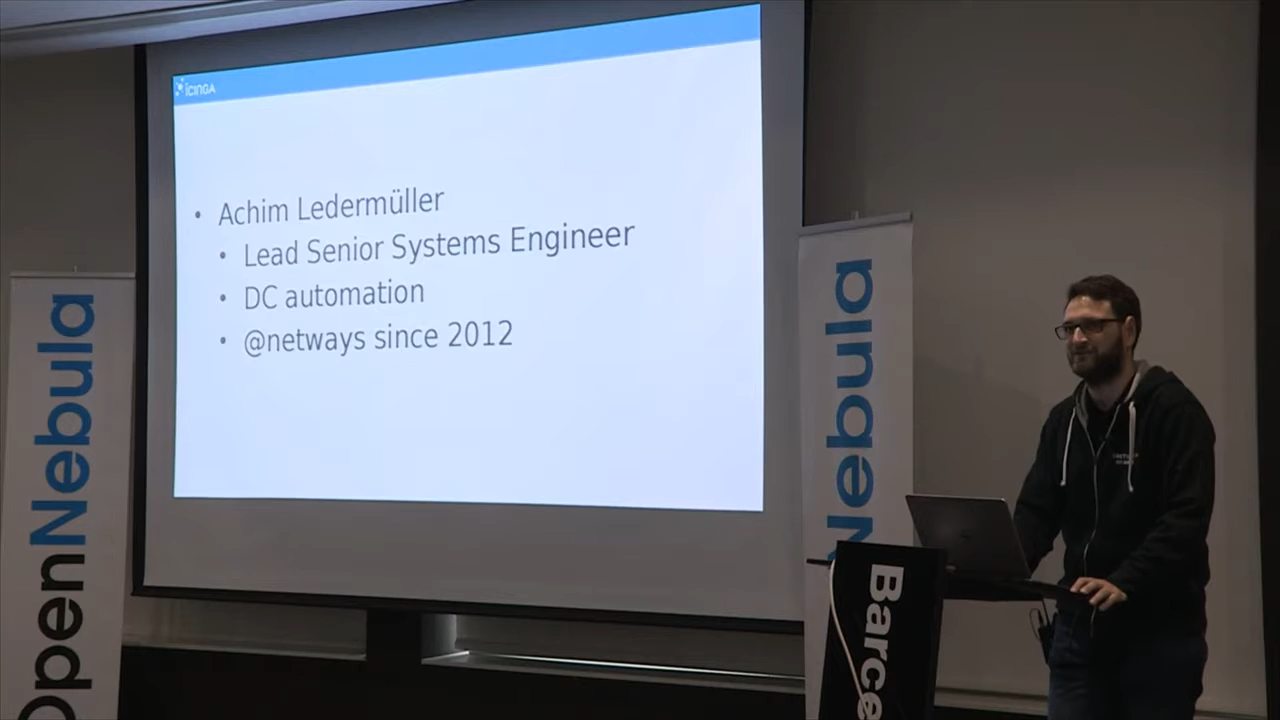 ICINGA
Achim Ledermüller
Lead Senior Systems Engineer
DC automation
@netways since 2012
OpenNebula
Nebula
Barce